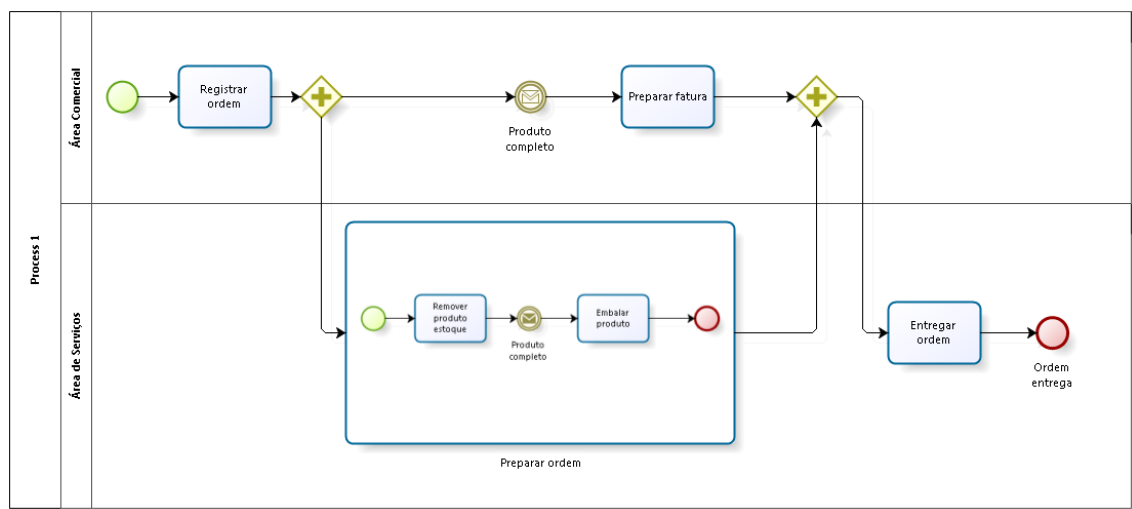 Process 1
Área Comercial
Registrar
ordem
Produto
completo
Preparar fatura
Área de Serviços
Remover
produto
estoque
Produto
completo
Embalar
produto
Preparar ordem
Entregar
ordem
Ordem
entrega